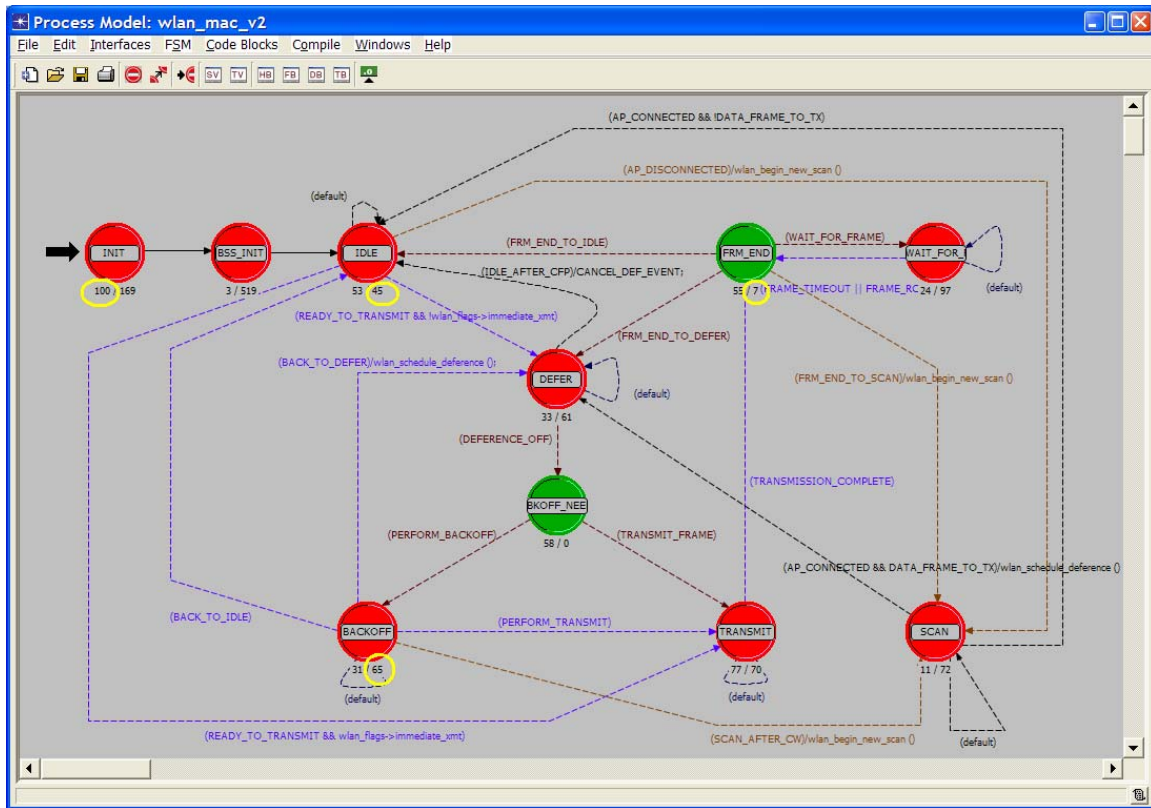 Process Model: wlan_mac_v2
File Edit Interfaces FSM Code Blocks Compile Windows Help
SV TV HB FB DB TB
(AP_CONNECTED && !DATA_FRAME_TO_TX)
(AP_DISCONNECTED)/wlan_begin_new_scan ()
(default)
INIT
100 / 169
BSS_INIT
3 / 519
IDLE
53 / 45
(FRM_END_TO_IDLE)
FRM_END
55 / 7
(WAIT_FOR_FRAME)
WAIT_FOR_
24 / 97
(default)
(IDLE_AFTER_CFP)/CANCEL_DEF_EVENT;
(FRAME_TIMEOUT || FRAME_RC
(READY_TO_TRANSMIT && !wlan_flags->immediate_xmt)
(FRM_END_TO_DEFER)
(BACK_TO_DEFER)/wlan_schedule_deference ();
DEFER
33 / 61
(default)
(FRM_END_TO_SCAN)/wlan_begin_new_scan ()
(DEFERENCE_OFF)
(TRANSMISSION_COMPLETE)
BKOFF_NEE
58 / 0
(PERFORM_BACKOFF)
(TRANSMIT_FRAME)
(AP_CONNECTED && DATA_FRAME_TO_TX)/wlan_schedule_deference ()
(BACK_TO_IDLE)
BACKOFF
31 / 65
(default)
(PERFORM_TRANSMIT)
TRANSMIT
77 / 70
(default)
SCAN
11 / 72
(default)
(READY_TO_TRANSMIT && wlan_flags->immediate_xmt)
(SCAN_AFTER_CW)/wlan_begin_new_scan ()